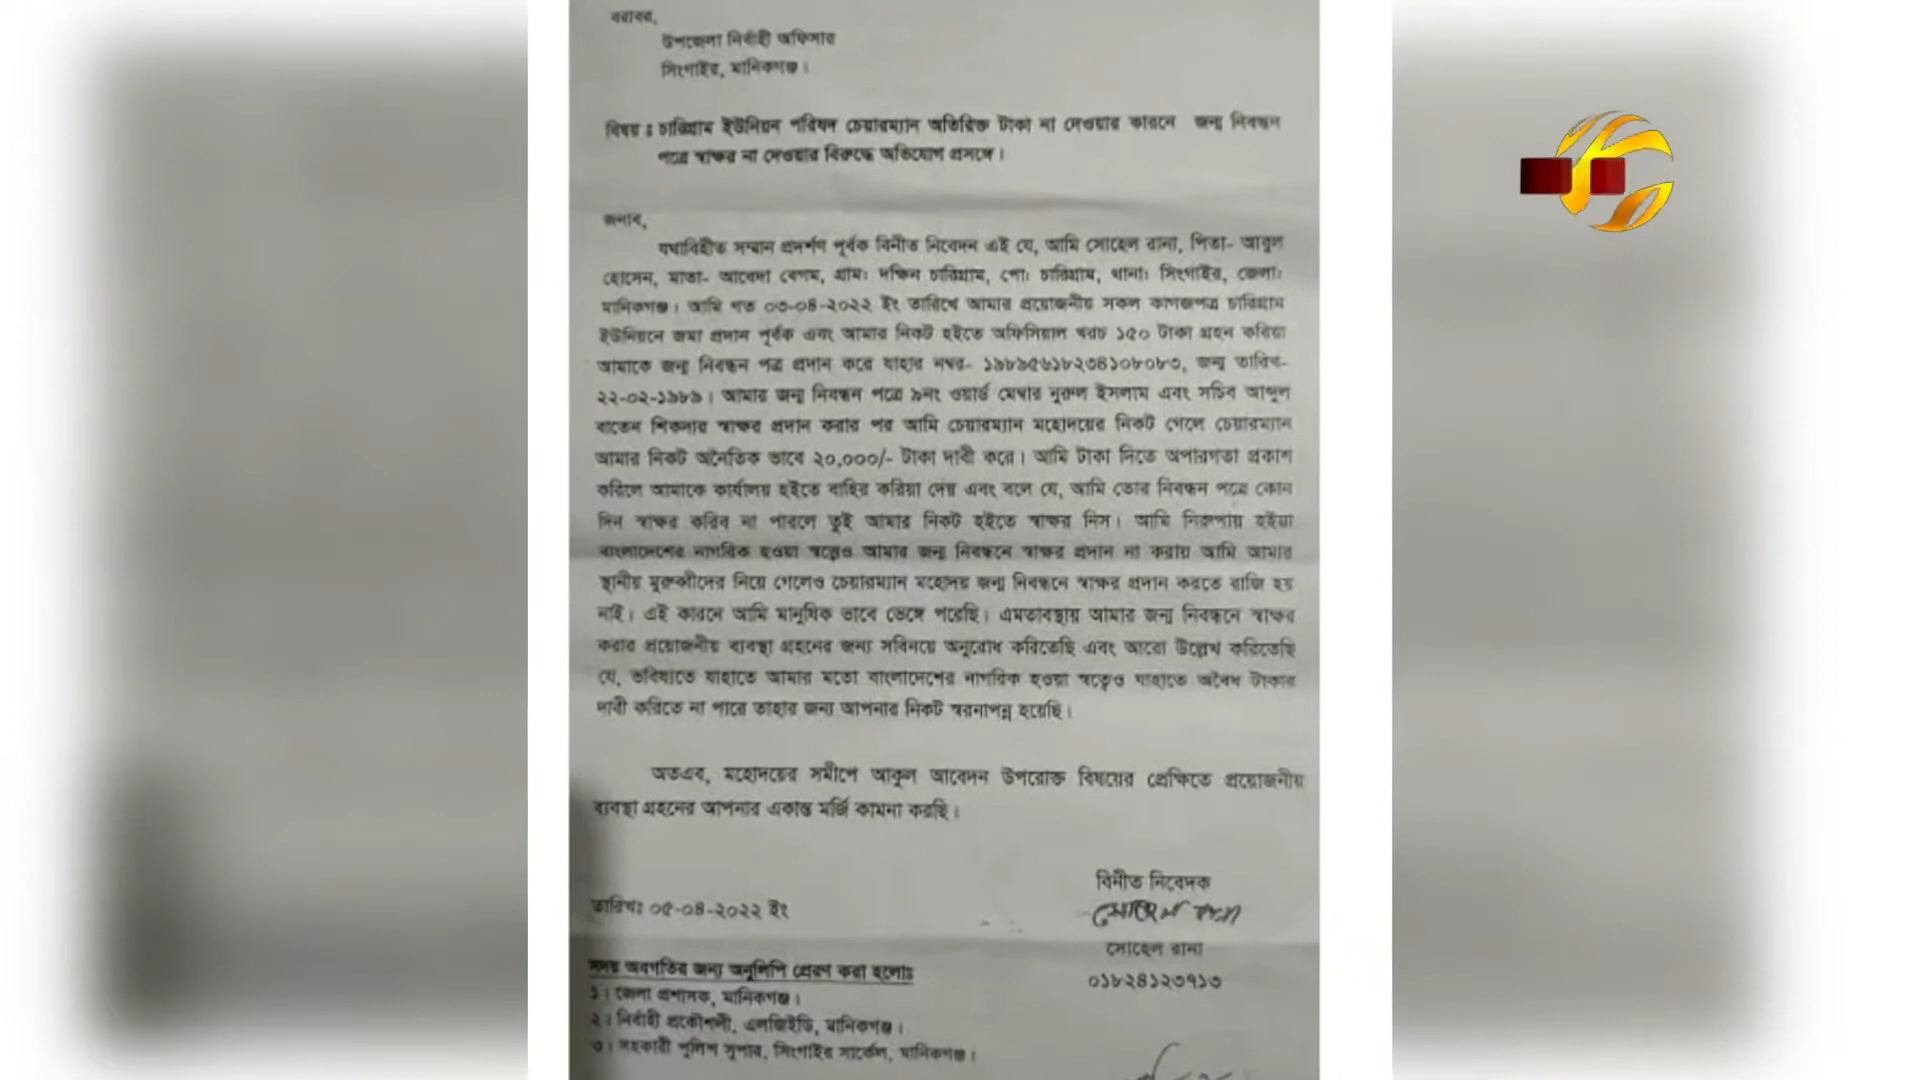 বরাবর,
উপজেলা নির্বাহী অফিসার
সিংগাইর, মানিকগঞ্জ।
বিষয় ঃ চারিগ্রাম ইউনিয়ন পরিষদ চেয়ারম্যান অতিরিক্ত টাকা না দেওয়ার কারনে জন্ম নিবন্ধন
পত্রে স্বাক্ষর না দেওয়ার বিরুদ্ধে অভিযোগ প্রসঙ্গে।
জনাব,
যথাবিহীত সম্মান প্রদর্শণ পূর্বক বিনীত নিবেদন এই যে, আমি সোহেল রানা, পিতা- আবুল
হোসেন, মাতা- আবেদা বেগম, গ্রাম: দক্ষিন চারিগ্রাম, পো: চারিগ্রাম, থানা: সিংগাইর, জেলা:
মানিকগঞ্জ। আমি গত ০৩-০৪-২০২২ ইং তারিখে আমার প্রয়োজনীয় সকল কাগজপত্র চারিগ্রাম
ইউনিয়নে জমা প্রদান পূর্বক এবং আমার নিকট হইতে অফিসিয়াল খরচ ১৫০ টাকা গ্রহন করিয়া
আমাকে জন্ম নিবন্ধন পত্র প্রদান করে যাহার নম্বর- ১৯৮৯৫৬১৮২৩৪১০৮০৮৩, জন্ম তারিখ-
২২-০২-১৯৮৯। আমার জন্ম নিবন্ধন পত্রে ৯নং ওয়ার্ড মেম্বার নুরুল ইসলাম এবং সচিব আব্দুল
বাতেন শিকদার স্বাক্ষর প্রদান করার পর আমি চেয়ারম্যান মহোদয়ের নিকট গেলে চেয়ারম্যান
আমার নিকট অনৈতিক ভাবে ২০,০০০/- টাকা দাবী করে। আমি টাকা দিতে অপারগতা প্রকাশ
করিলে আমাকে কার্যালয় হইতে বাহির করিয়া দেয় এবং বলে যে, আমি তোর নিবন্ধন পত্রে কোন
দিন স্বাক্ষর করিব না পারলে তুই আমার নিকট হইতে স্বাক্ষর নিস। আমি নিরুপায় হইয়া
বাংলাদেশের নাগরিক হওয়া স্বত্ত্বেও আমার জন্ম নিবন্ধনে স্বাক্ষর প্রদান না করায় আমি আমার
স্থানীয় মুরুব্বীদের নিয়ে গেলেও চেয়ারম্যান মহোদয় জন্ম নিবন্ধনে স্বাক্ষর প্রদান করতে রাজি হয়
নাই। এই কারনে আমি মানুষিক ভাবে ভেঙ্গে পরেছি। এমতাবস্থায় আমার জন্ম নিবন্ধনে স্বাক্ষর
করার প্রয়োজনীয় ব্যবস্থা গ্রহনের জন্য সবিনয়ে অনুরোধ করিতেছি এবং আরো উল্লেখ করিতেছি
যে, ভবিষ্যতে যাহাতে আমার মতো বাংলাদেশের নাগরিক হওয়া স্বত্বেও যাহাতে অবৈধ টাকার
দাবী করিতে না পারে তাহার জন্য আপনার নিকট স্বরনাপন্ন হয়েছি।
অতএব, মহোদয়ের সমীপে আকুল আবেদন উপরোক্ত বিষয়ের প্রেক্ষিতে প্রয়োজনীয়
ব্যবস্থা গ্রহনের আপনার একান্ত মর্জি কামনা করছি।
বিনীত নিবেদক
সোহেল রানা
তারিখঃ ০৫-০৪-২০২২ ইং
সোহেল রানা
০১৮২৪১২৩৭১৩
সদয় অবগতির জন্য অনুলিপি প্রেরণ করা হলোঃ
১। জেলা প্রশাসক, মানিকগঞ্জ।
২। নির্বাহী প্রকৌশলী, এলজিইডি, মানিকগঞ্জ।
৩। সহকারী পুলিশ সুপার, সিংগাইর সার্কেল, মানিকগঞ্জ।